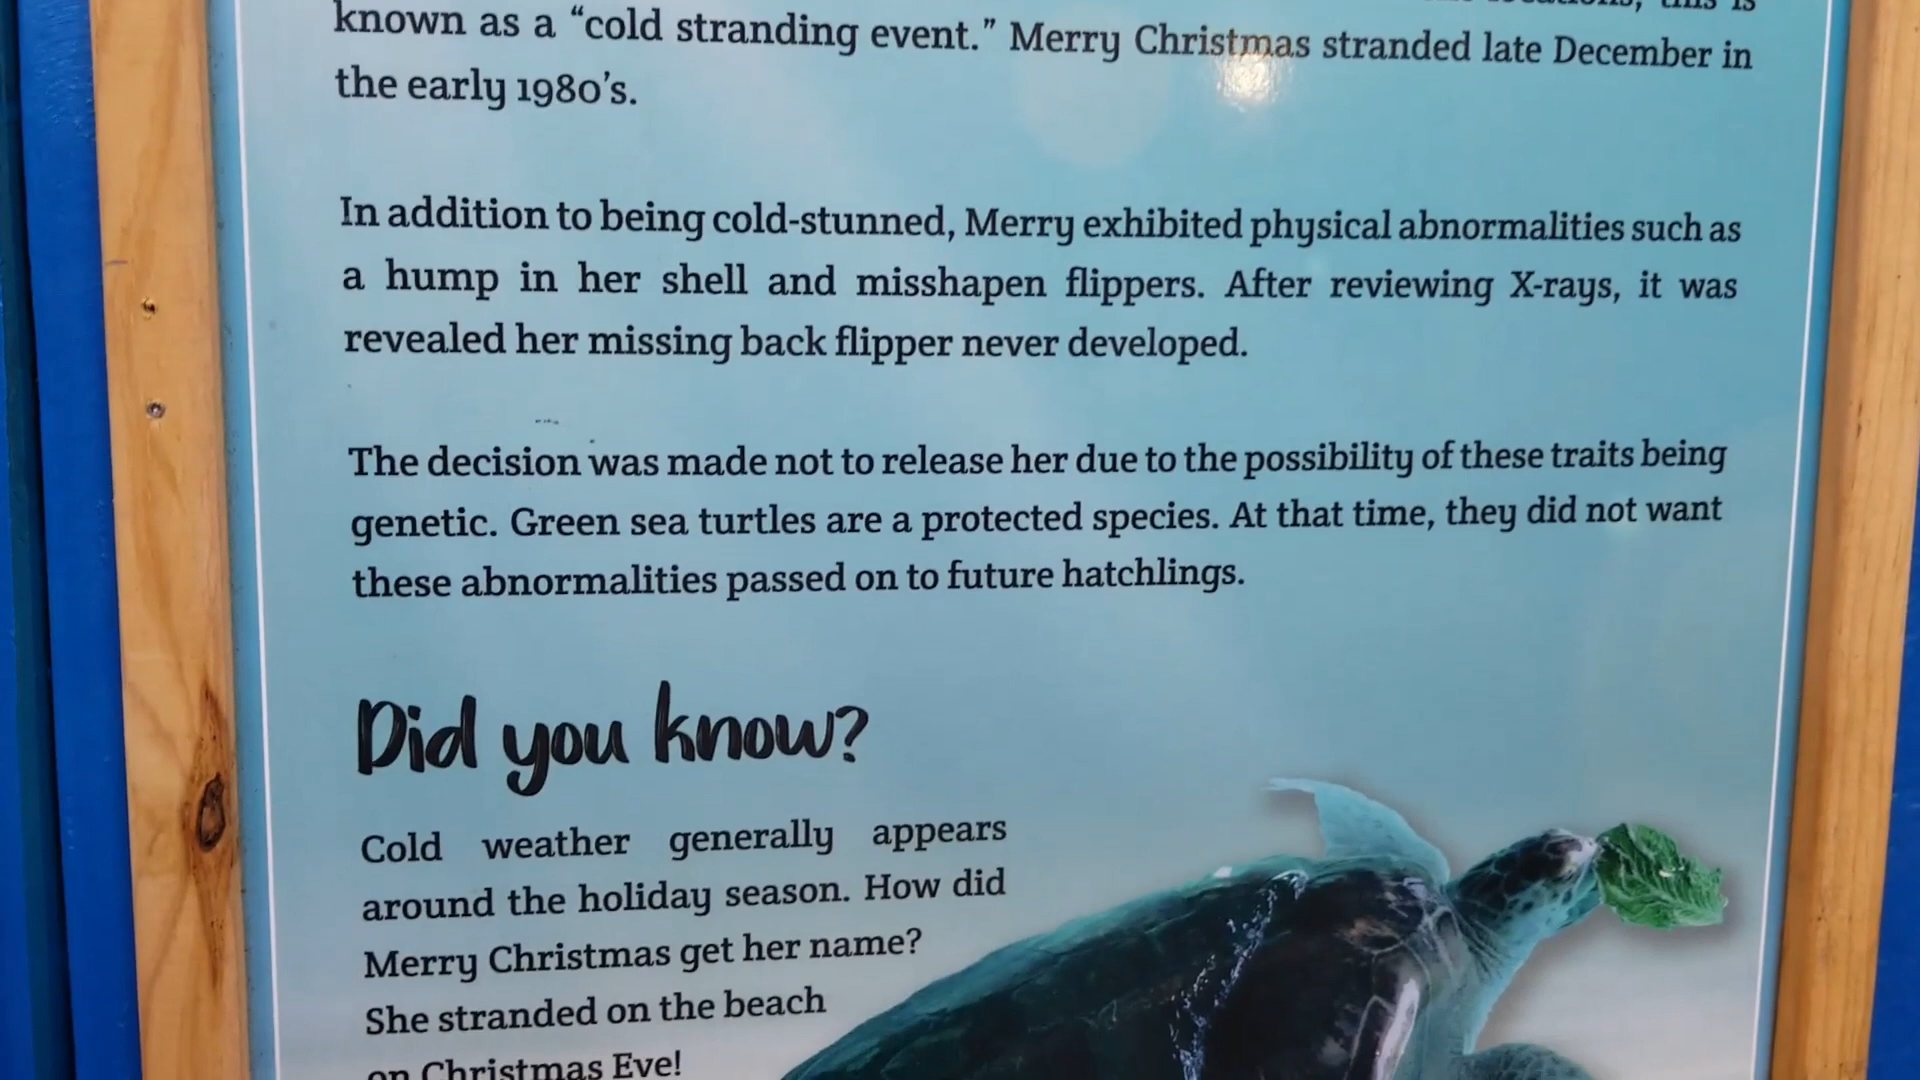 this is
known as a “cold stranding event.” Merry Christmas stranded late December in
the early 1980’s.
In addition to being cold-stunned, Merry exhibited physical abnormalities such as
a hump in her shell and misshapen flippers. After reviewing X-rays, it was
revealed her missing back flipper never developed.
The decision was made not to release her due to the possibility of these traits being
genetic. Green sea turtles are a protected species. At that time, they did not want
these abnormalities passed on to future hatchlings.
Did you know?
Cold weather generally appears
around the holiday season. How did
Merry Christmas get her name?
She stranded on the beach
on Christmas Eve!